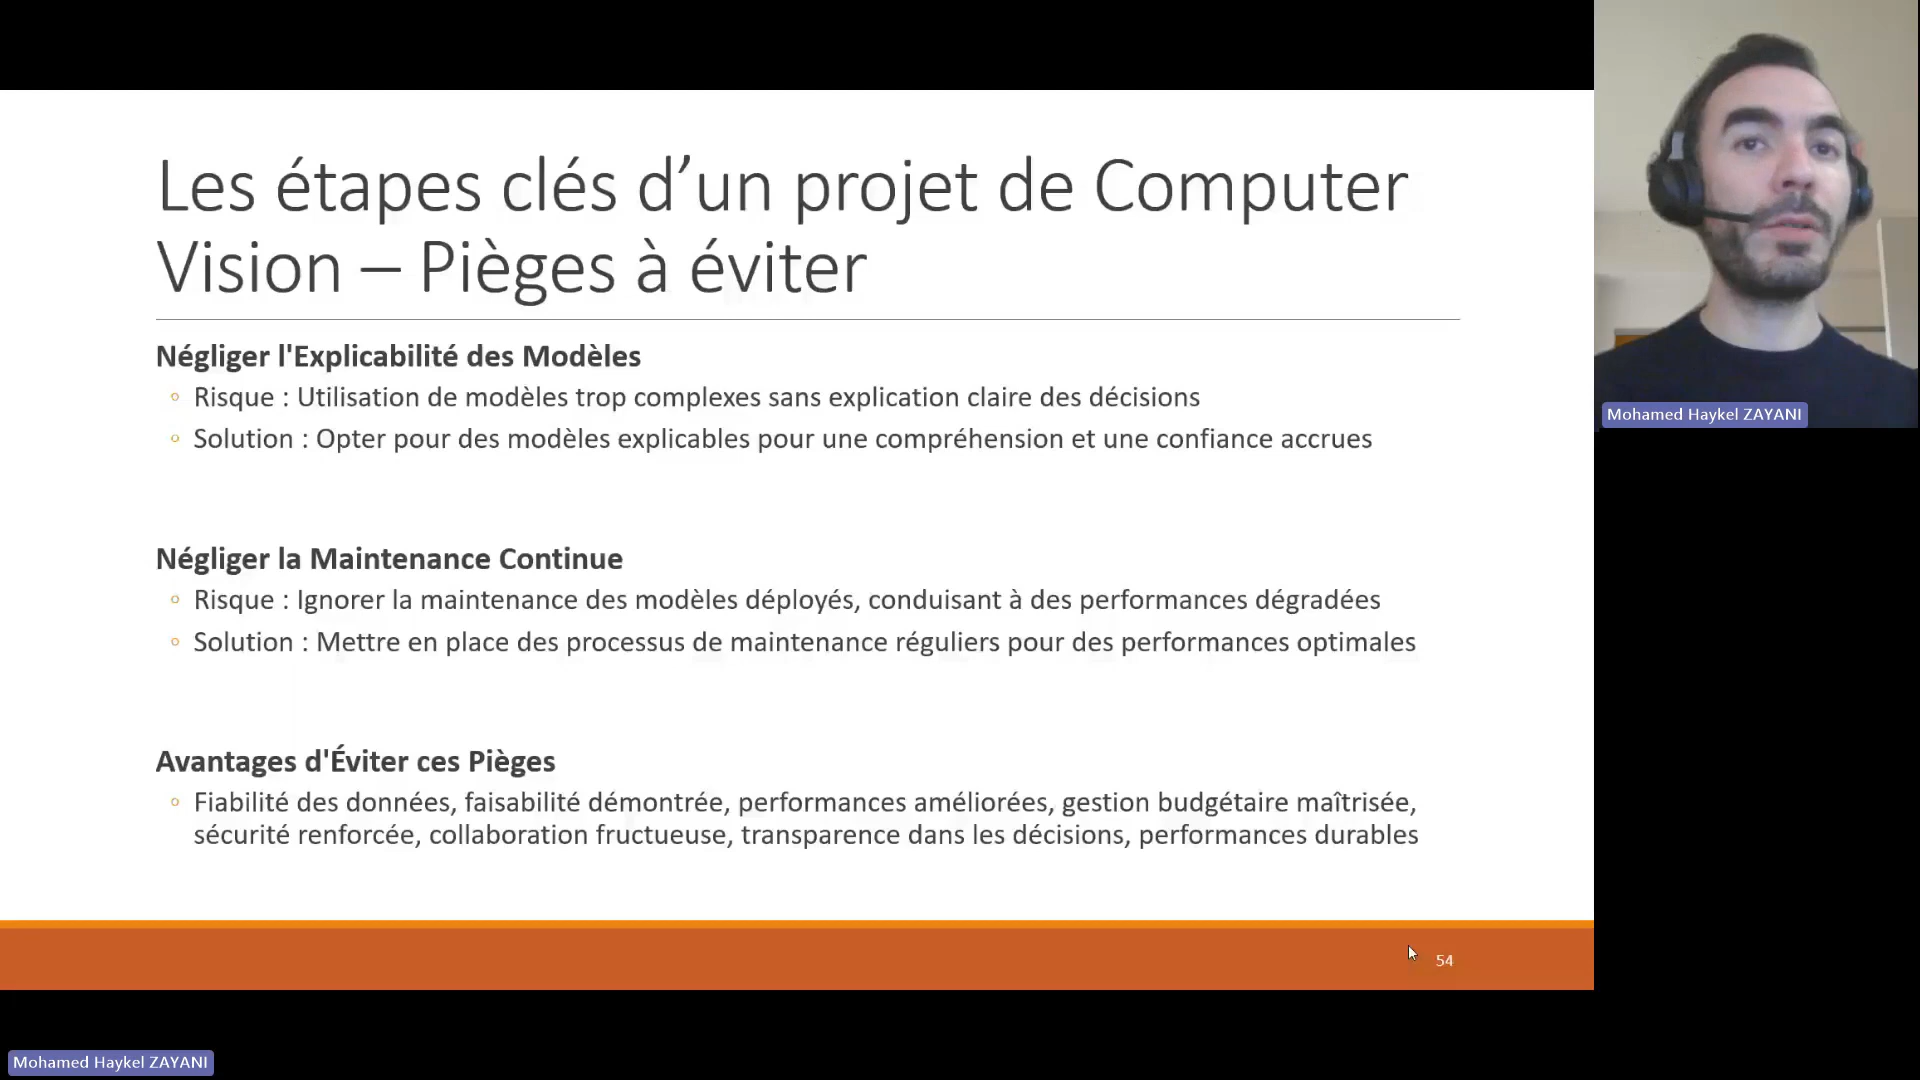 Les étapes clés d’un projet de Computer
Vision – Pièges à éviter
Négliger l'Explicabilité des Modèles
Risque : Utilisation de modèles trop complexes sans explication claire des décisions
Solution : Opter pour des modèles explicables pour une compréhension et une confiance accrues
Négliger la Maintenance Continue
Risque : Ignorer la maintenance des modèles déployés, conduisant à des performances dégradées
Solution : Mettre en place des processus de maintenance réguliers pour des performances optimales
Avantages d'Éviter ces Pièges
Fiabilité des données, faisabilité démontrée, performances améliorées, gestion budgétaire maîtrisée,
sécurité renforcée, collaboration fructueuse, transparence dans les décisions, performances durables
54
Mohamed Haykel ZAYANI
Mohamed Haykel ZAYANI